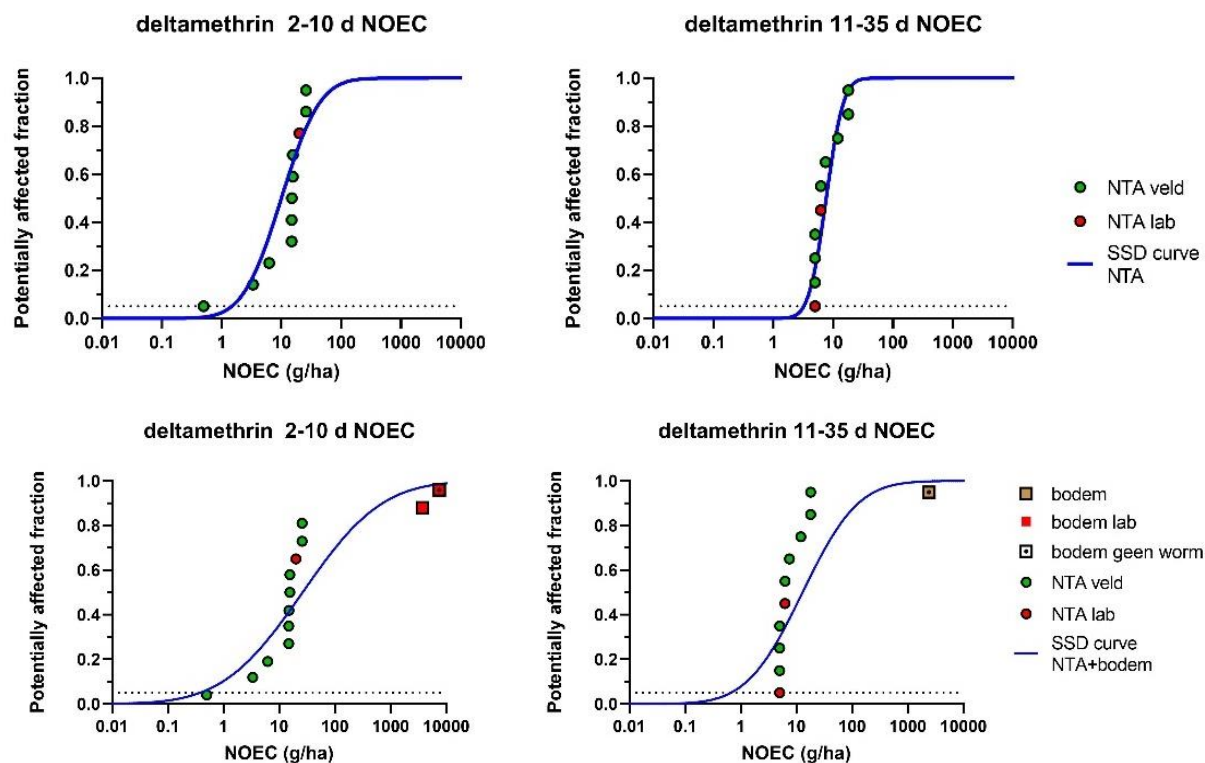 deltamethrin 2-10 d NOEC
Potentially affected fraction
1.0
0.8
0.6
0.4
0.2
0.0
0.01 0.1 1 10 100 1000 10000
NOEC (g/ha)
deltamethrin 11-35 d NOEC
Potentially affected fraction
1.0
0.8
0.6
0.4
0.2
0.0
0.01 0.1 1 10 100 1000 10000
NOEC (g/ha)
NTA veld
NTA lab
SSD curve
NTA
deltamethrin 2-10 d NOEC
Potentially affected fraction
1.0
0.8
0.6
0.4
0.2
0.0
0.01 0.1 1 10 100 1000 10000
NOEC (g/ha)
deltamethrin 11-35 d NOEC
Potentially affected fraction
1.0
0.8
0.6
0.4
0.2
0.0
0.01 0.1 1 10 100 1000 10000
NOEC (g/ha)
bodem
bodem lab
bodem geen worm
NTA veld
NTA lab
SSD curve
NTA+bodem